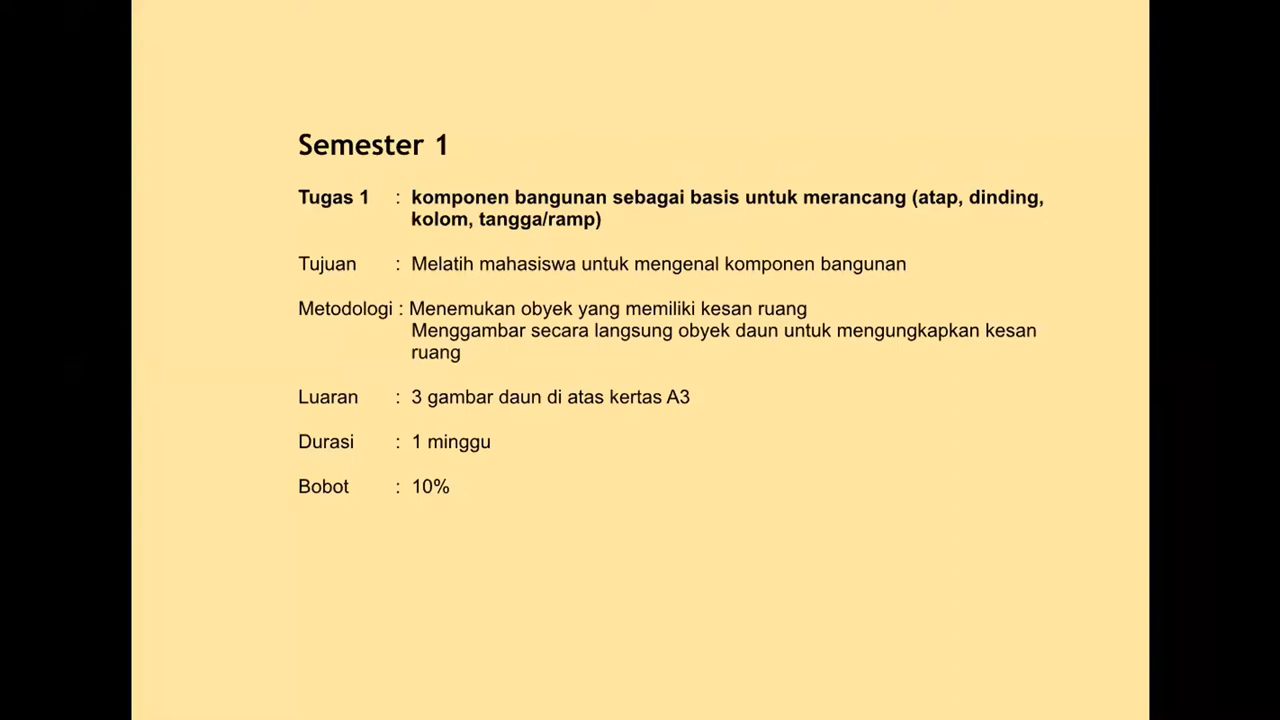 Semester 1
Tugas 1 : komponen bangunan sebagai basis untuk merancang (atap, dinding,
kolom, tangga/ramp)
Tujuan : Melatih mahasiswa untuk mengenal komponen bangunan
Metodologi : Menemukan obyek yang memiliki kesan ruang
Menggambar secara langsung obyek daun untuk mengungkapkan kesan
ruang
Luaran : 3 gambar daun di atas kertas A3
Durasi : 1 minggu
Bobot : 10%